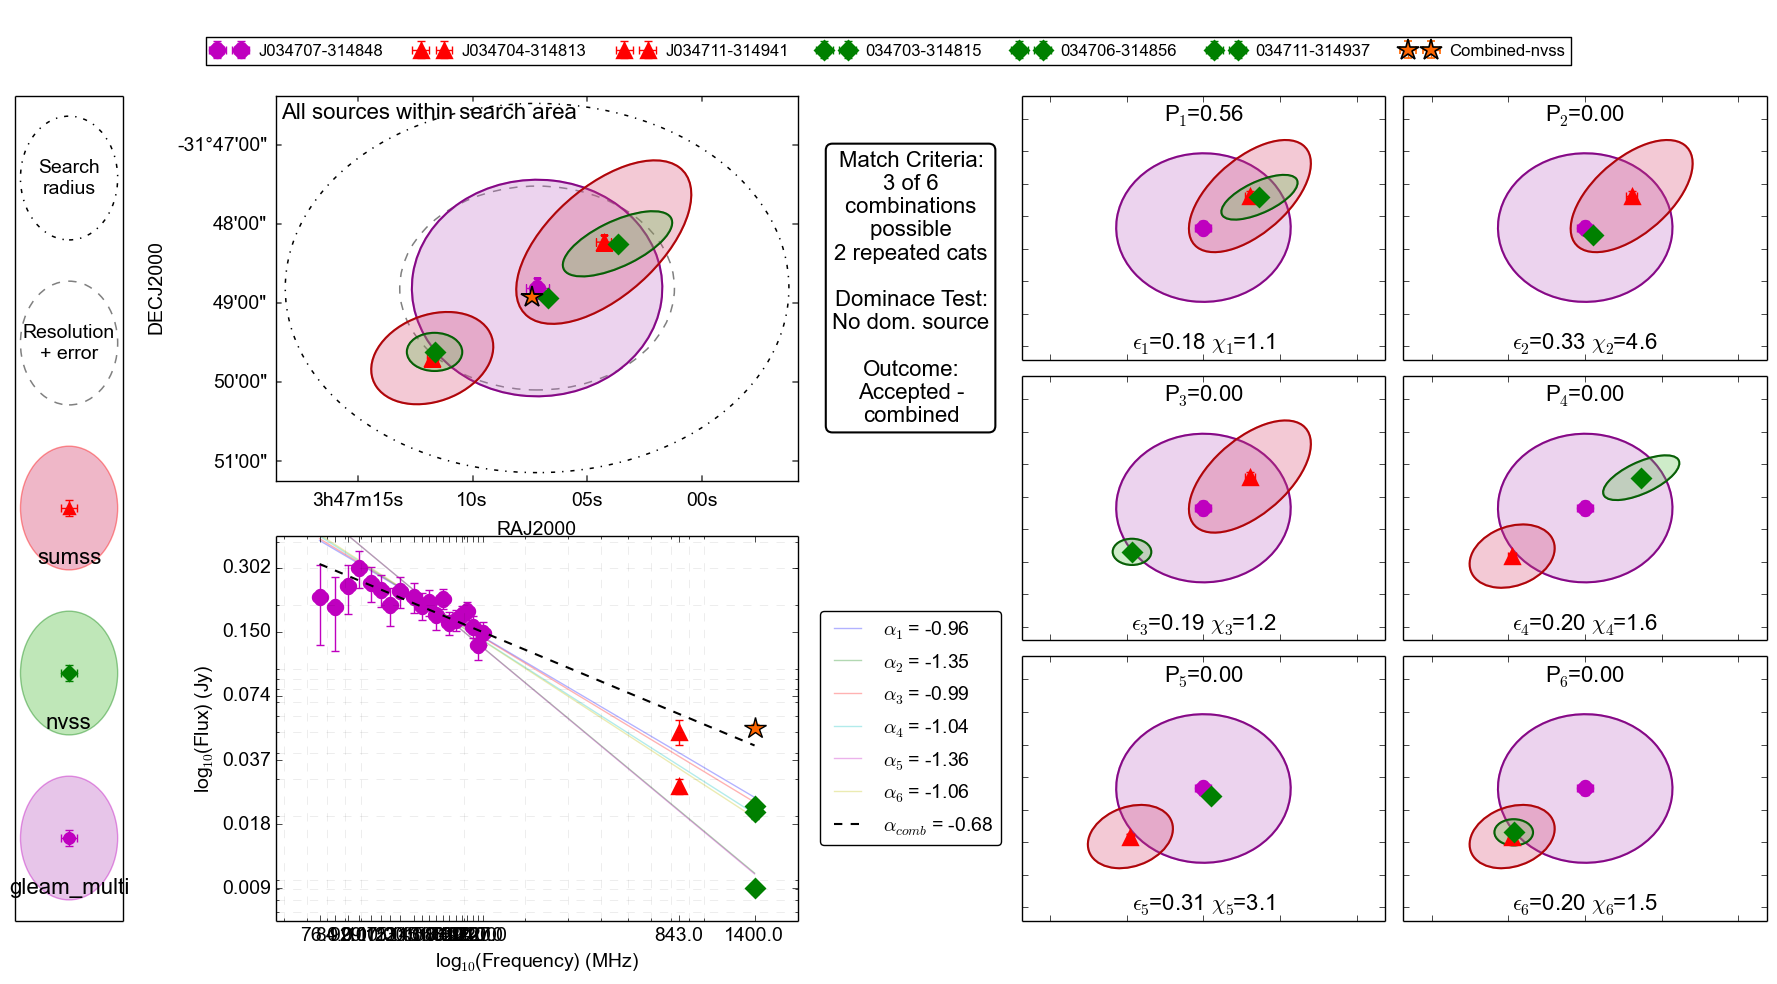 J034707-314848 J034704-314813 J034711-314941 034703-314815 034706-314856 034711-314937 Combined-nvss
Search
radius
Resolution
+ error
sumss
nvss
gleam_multi
All sources within search area
DECJ2000
-31°47'00"
48'00"
49'00"
50'00"
51'00"
3h47m15s 10s 05s 00s
RAJ2000
Match Criteria:
3 of 6
combinations
possible
2 repeated cats
Dominace Test:
No dom. source
Outcome:
Accepted -
combined
log10(Flux) (Jy)
0.302
0.150
0.074
0.037
0.018
0.009
843.0 1400.0
log10(Frequency) (MHz)
α1 = -0.96
α2 = -1.35
α3 = -0.99
α4 = -1.04
α5 = -1.36
α6 = -1.06
αcomb = -0.68
P1=0.56
ϵ1=0.18 χ1=1.1
P2=0.00
ϵ2=0.33 χ2=4.6
P3=0.00
ϵ3=0.19 χ3=1.2
P4=0.00
ϵ4=0.20 χ4=1.6
P5=0.00
ϵ5=0.31 χ5=3.1
P6=0.00
ϵ6=0.20 χ6=1.5